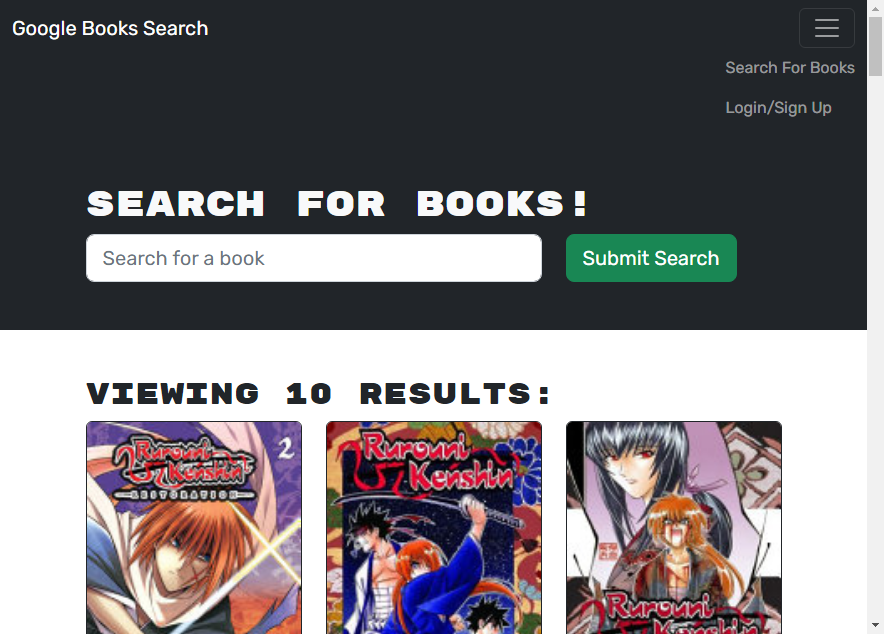 Google Books Search
Search For Books
Login/Sign Up
SEARCH FOR BOOKS!
Search for a book
Submit Search
VIEWING 10 RESULTS:
Rurouni Kenshin
RESTORATION
2
Rurouni
Kenshin
Rurouni
Kenshin